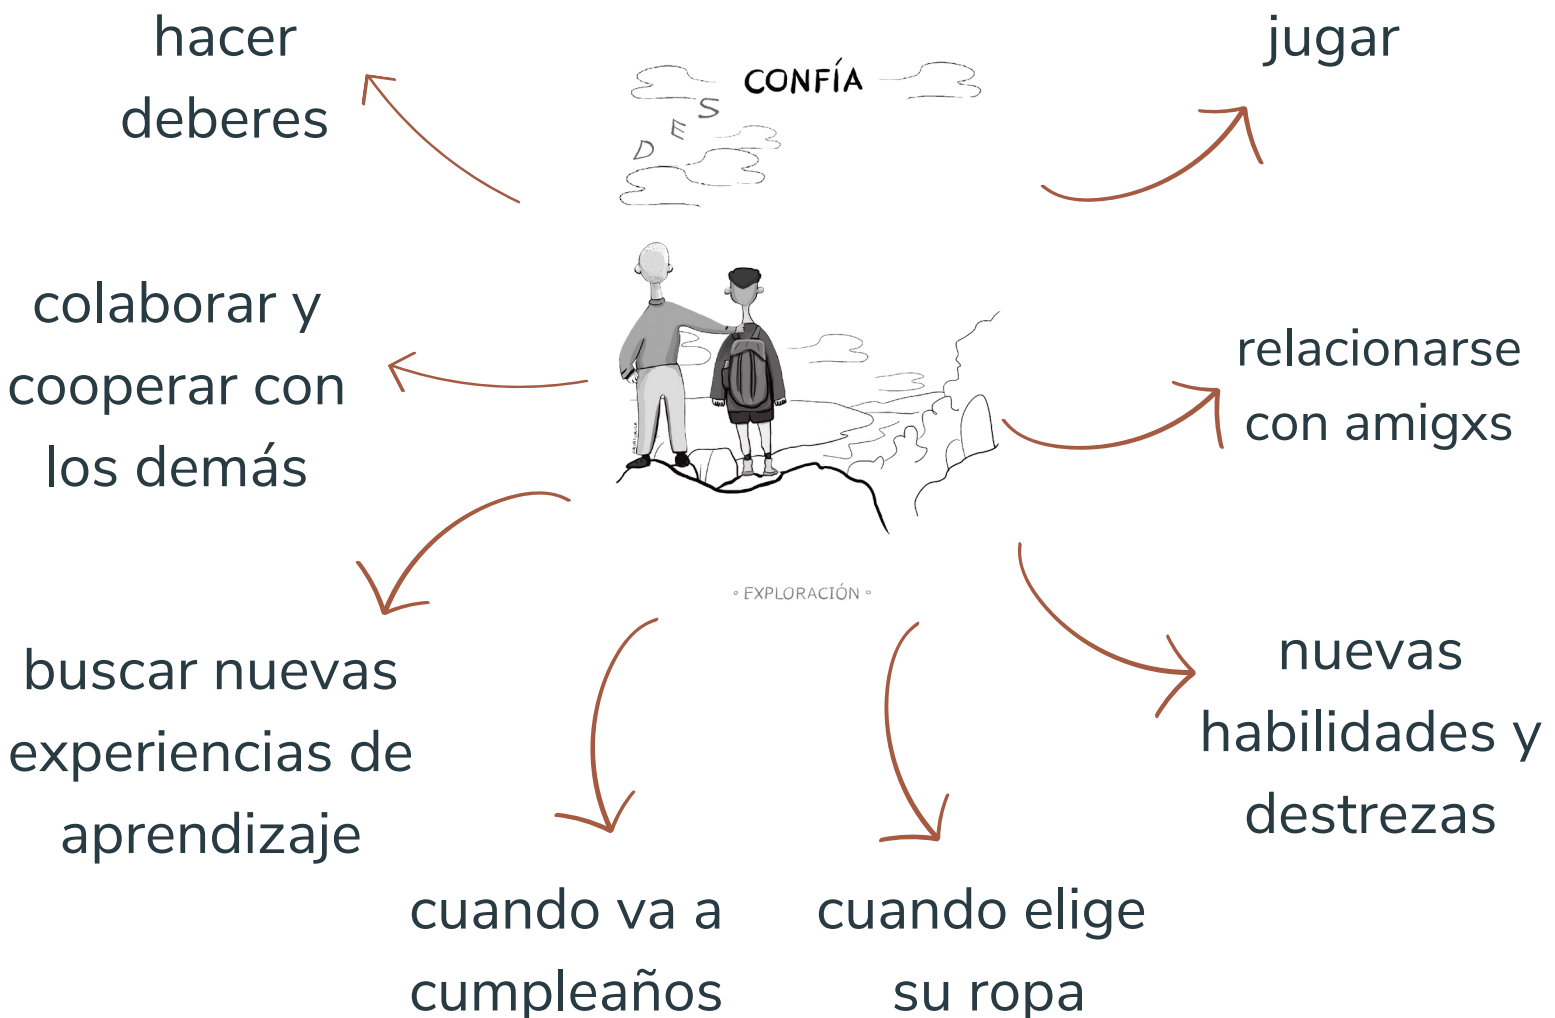 hacer
deberes
CONFÍA
S
E
D
jugar
colaborar y
cooperar con
los demás
relacionarse
con amigxs
• EXPLORACIÓN •
buscar nuevas
experiencias de
aprendizaje
nuevas
habilidades y
destrezas
cuando va a
cumpleaños
cuando elige
su ropa